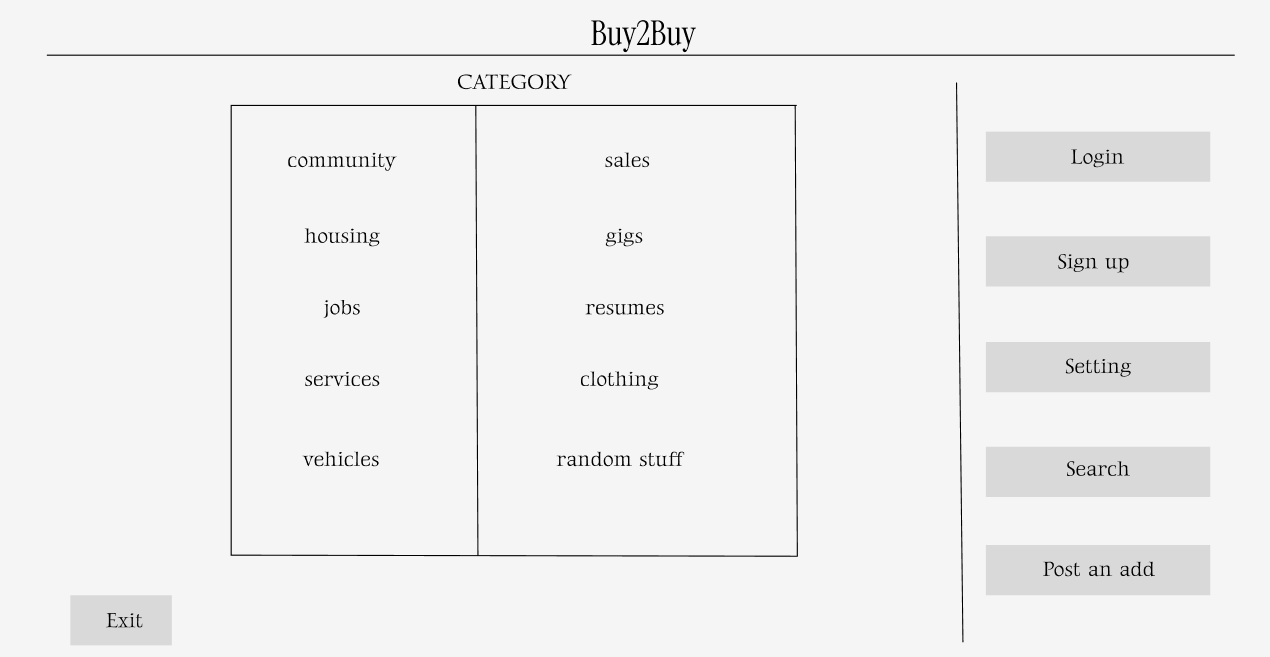 Buy2Buy
CATEGORY
community
housing
jobs
services
vehicles
sales
gigs
resumes
clothing
random stuff
Login
Sign up
Setting
Search
Post an add
Exit